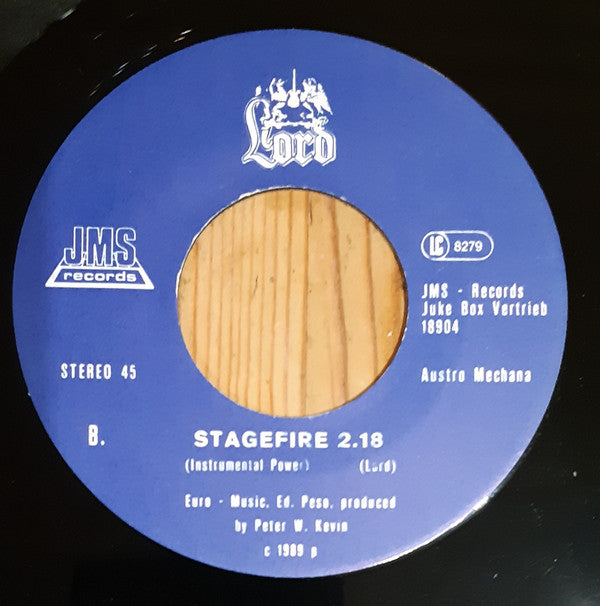 Lord
JMS
records
LC 8279
JMS - Records
Juke Box Vertrieb
18904
STEREO 45
Austro Mechana
B.
STAGEFIRE 2.18
(Instrumental Power) (Lord)
Euro - Music, Ed. Peso, produced
by Peter W. Kevin
c 1989 p